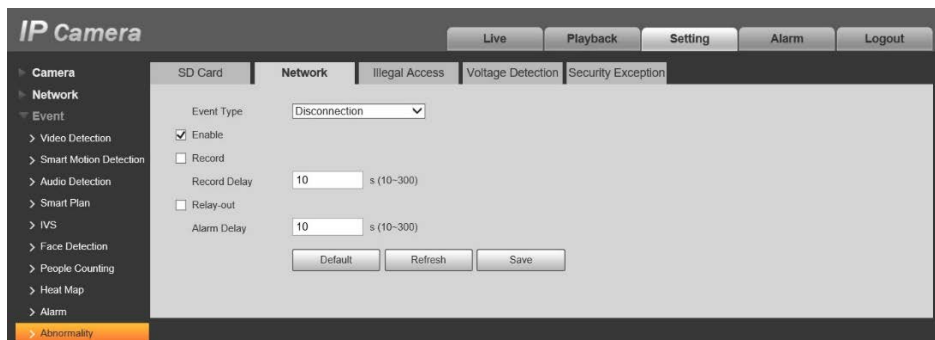 IP Camera
Live Playback Setting Alarm Logout
Camera
Network
Event
Video Detection
Smart Motion Detection
Audio Detection
Smart Plan
IVS
Face Detection
People Counting
Heat Map
Alarm
Abnormality
SD Card Network Illegal Access Voltage Detection Security Exception
Event Type Disconnection
Enable
Record
Record Delay 10 s (10~300)
Relay-out
Alarm Delay 10 s (10~300)
Default Refresh Save